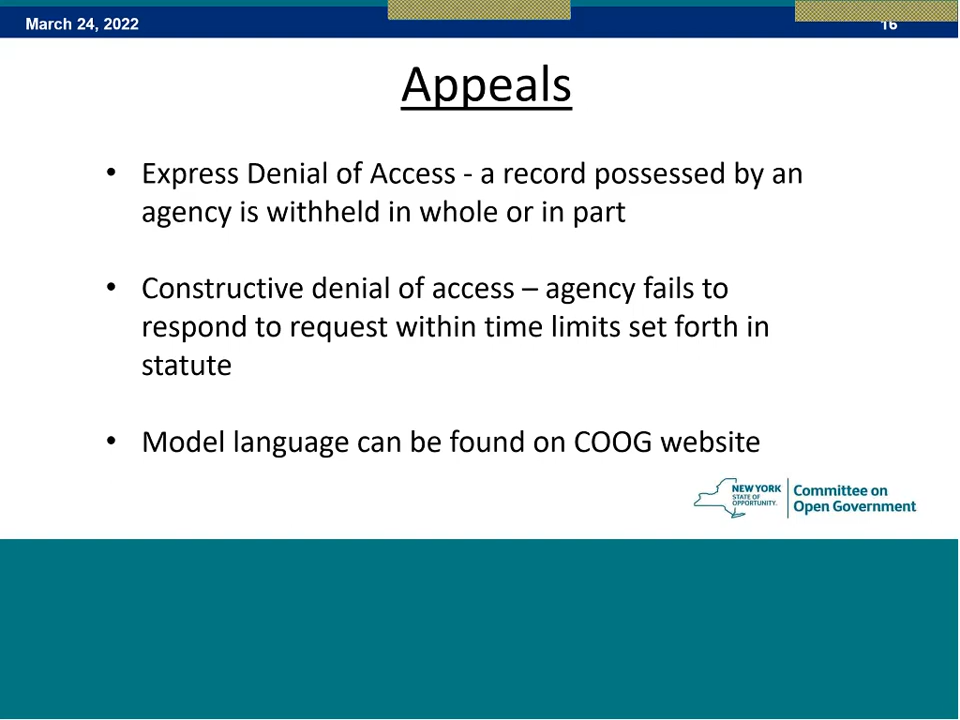 March 24, 2022
16
Appeals
• Express Denial of Access - a record possessed by an
agency is withheld in whole or in part
• Constructive denial of access – agency fails to
respond to request within time limits set forth in
statute
• Model language can be found on COOG website
NEW YORK
STATE OF
OPPORTUNITY.
Committee on
Open Government